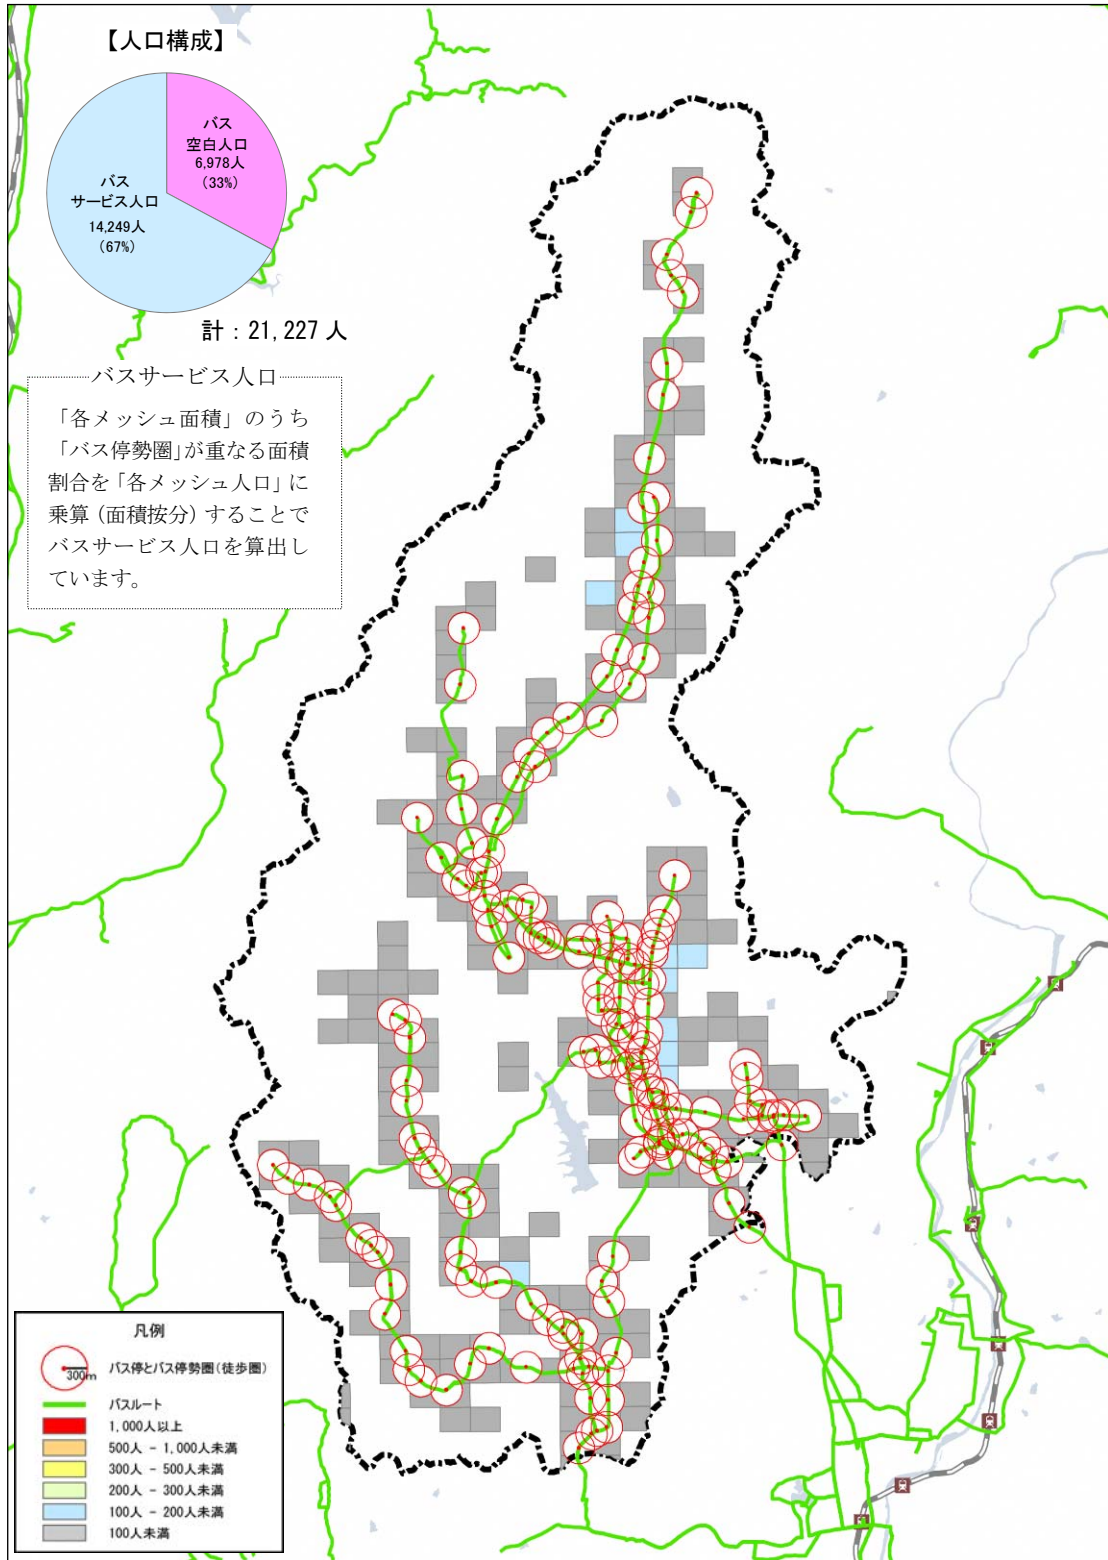 【人口構成】
バス
空白人口
6,978人
(33%)
バス
サービス人口
14,249人
(67%)
計：21,227 人
バスサービス人口
「各メッシュ面積」のうち
「バス停勢圏」が重なる面積
割合を「各メッシュ人口」に
乗算（面積按分）することで
バスサービス人口を算出し
ています。
凡例
300m
バス停とバス停勢圏(徒歩圏)
バスルート
1,000人以上
500人 - 1,000人未満
300人 - 500人未満
200人 - 300人未満
100人 - 200人未満
100人未満